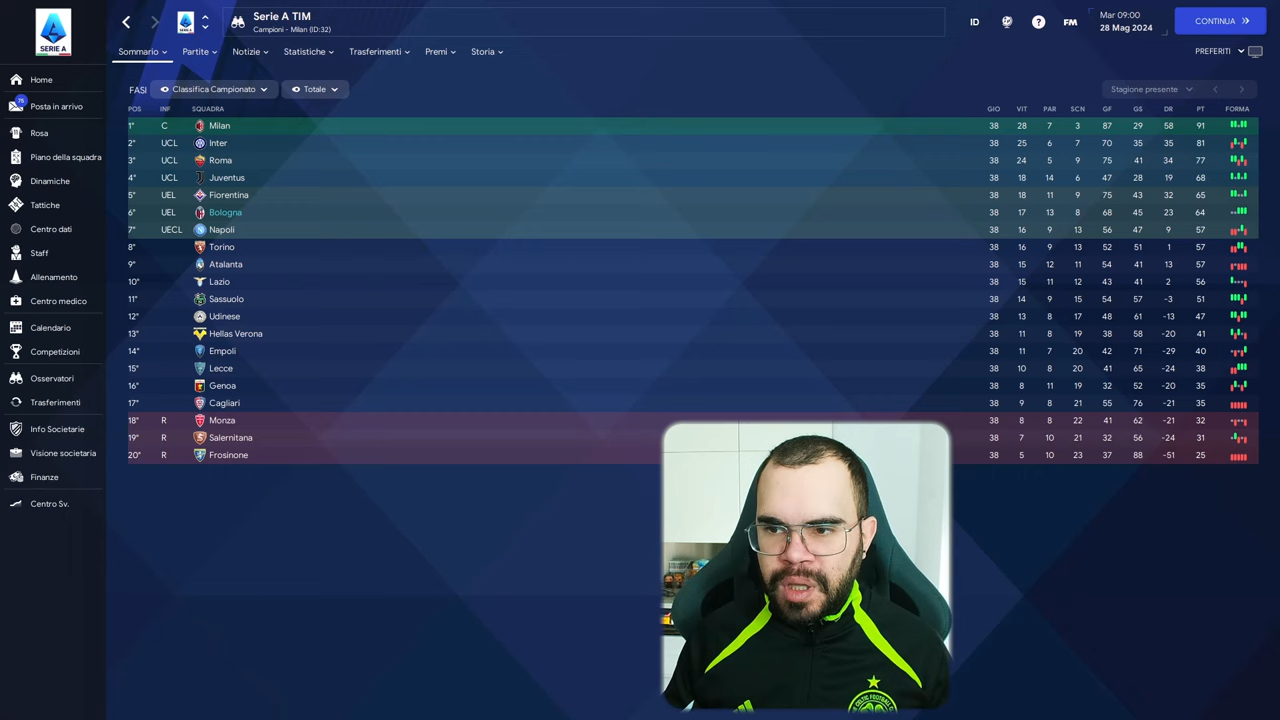 SERIE A
Serie A TIM
Campioni - Milan (ID:32)
ID
FM
Mar 09:00
28 Mag 2024
CONTINUA
Sommario Partite Notizie Statistiche Trasferimenti Premi Storia
PREFERITI
Home
75
Posta in arrivo
Rosa
Piano della squadra
Dinamiche
Tattiche
Centro dati
Staff
Allenamento
Centro medico
Calendario
Competizioni
Osservatori
Trasferimenti
Info Societarie
Visione societaria
Finanze
Centro Sv.
FASI Classifica Campionato Totale Stagione presente
POS INF SQUADRA GIO VIT PAR SCN GF GS DR PT FORMA
1° C Milan 38 28 7 3 87 29 58 91
2° UCL Inter 38 25 6 7 70 35 35 81
3° UCL Roma 38 24 5 9 75 41 34 77
4° UCL Juventus 38 18 14 6 47 28 19 68
5° UEL Fiorentina 38 18 11 9 75 43 32 65
6° UEL Bologna 38 17 13 8 68 45 23 64
7° UECL Napoli 38 16 9 13 56 47 9 57
8° Torino 38 16 9 13 52 51 1 57
9° Atalanta 38 15 12 11 54 41 13 57
10° Lazio 38 15 11 12 43 41 2 56
11° Sassuolo 38 14 9 15 54 57 -3 51
12° Udinese 38 13 8 17 48 61 -13 47
13° Hellas Verona 38 11 8 19 38 58 -20 41
14° Empoli 38 11 7 20 42 71 -29 40
15° Lecce 38 10 8 20 41 65 -24 38
16° Genoa 38 8 11 19 32 52 -20 35
17° Cagliari 38 9 8 21 55 76 -21 35
18° R Monza 38 8 8 22 41 62 -21 32
19° R Salernitana 38 7 10 21 32 56 -24 31
20° R Frosinone 38 5 10 23 37 88 -51 25